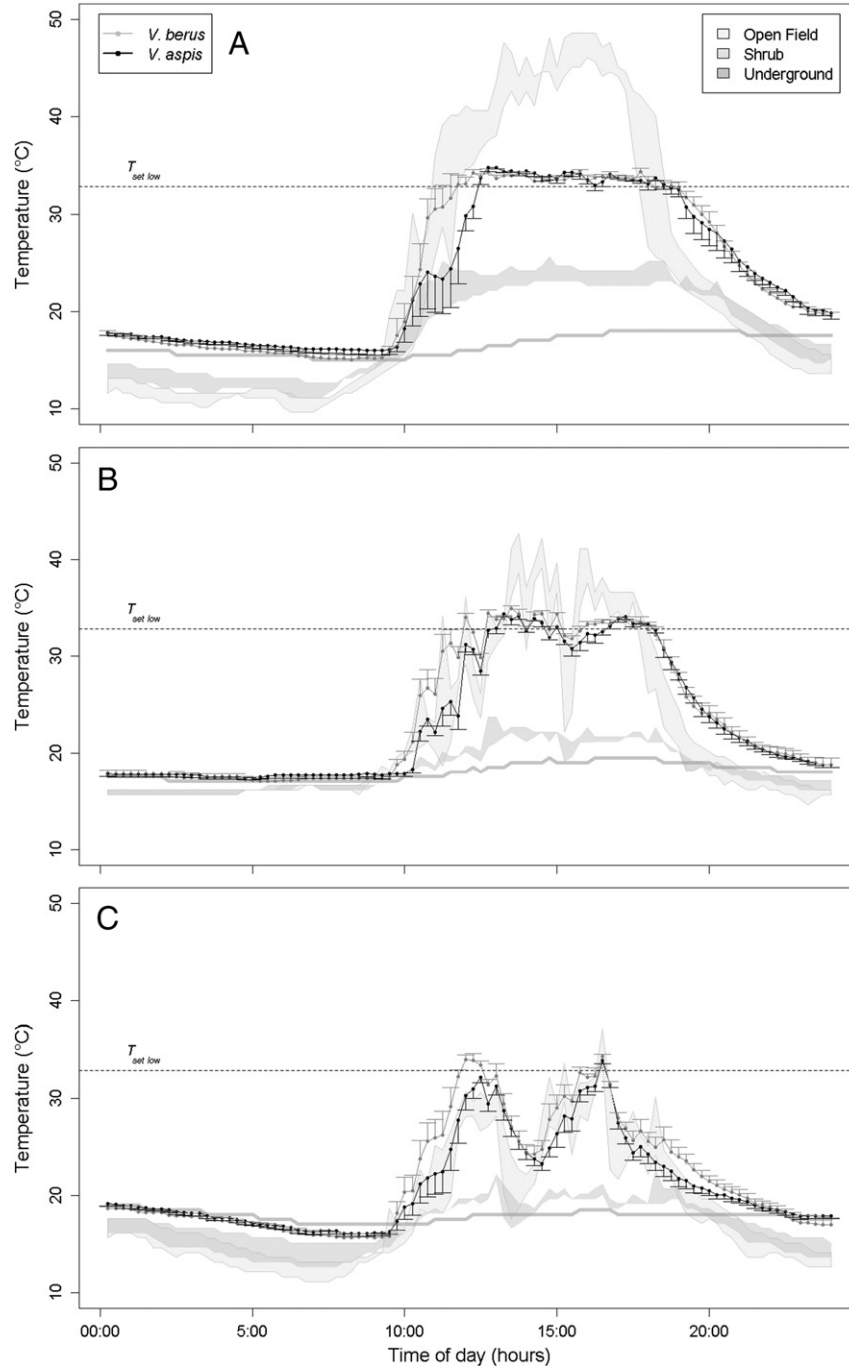 V. berus
V. aspis
A
Open Field
Shrub
Underground
Temperature (°C)
50
40
30
20
10
T set low
B
Temperature (°C)
50
40
30
20
10
T set low
C
Temperature (°C)
50
40
30
20
10
T set low
00:00 5:00 10:00 15:00 20:00
Time of day (hours)